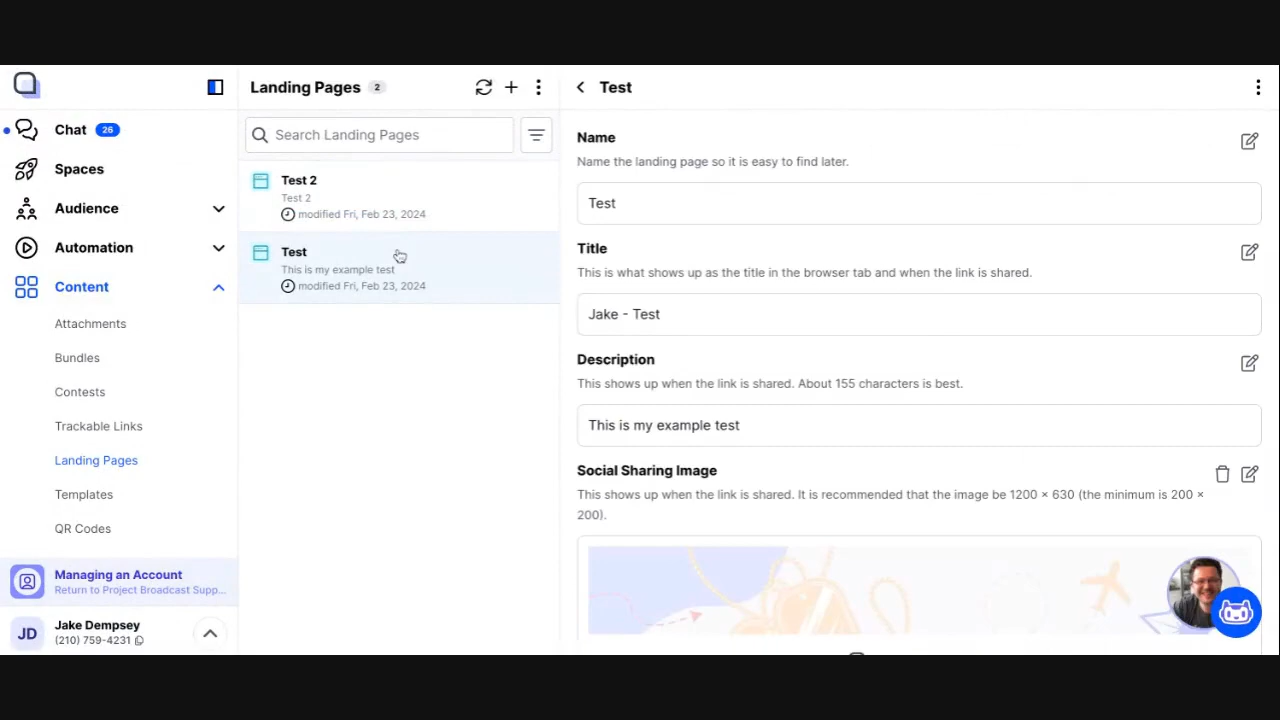 Chat 26
Spaces
Audience
Automation
Content
Attachments
Bundles
Contests
Trackable Links
Landing Pages
Templates
QR Codes
Managing an Account
Return to Project Broadcast Supp...
JD
Jake Dempsey
(210) 759-4231
Landing Pages 2
Search Landing Pages
Test 2
Test 2
modified Fri, Feb 23, 2024
Test
This is my example test
modified Fri, Feb 23, 2024
Test
Name
Name the landing page so it is easy to find later.
Test
Title
This is what shows up as the title in the browser tab and when the link is shared.
Jake - Test
Description
This shows up when the link is shared. About 155 characters is best.
This is my example test
Social Sharing Image
This shows up when the link is shared. It is recommended that the image be 1200 × 630 (the minimum is 200 ×
200).